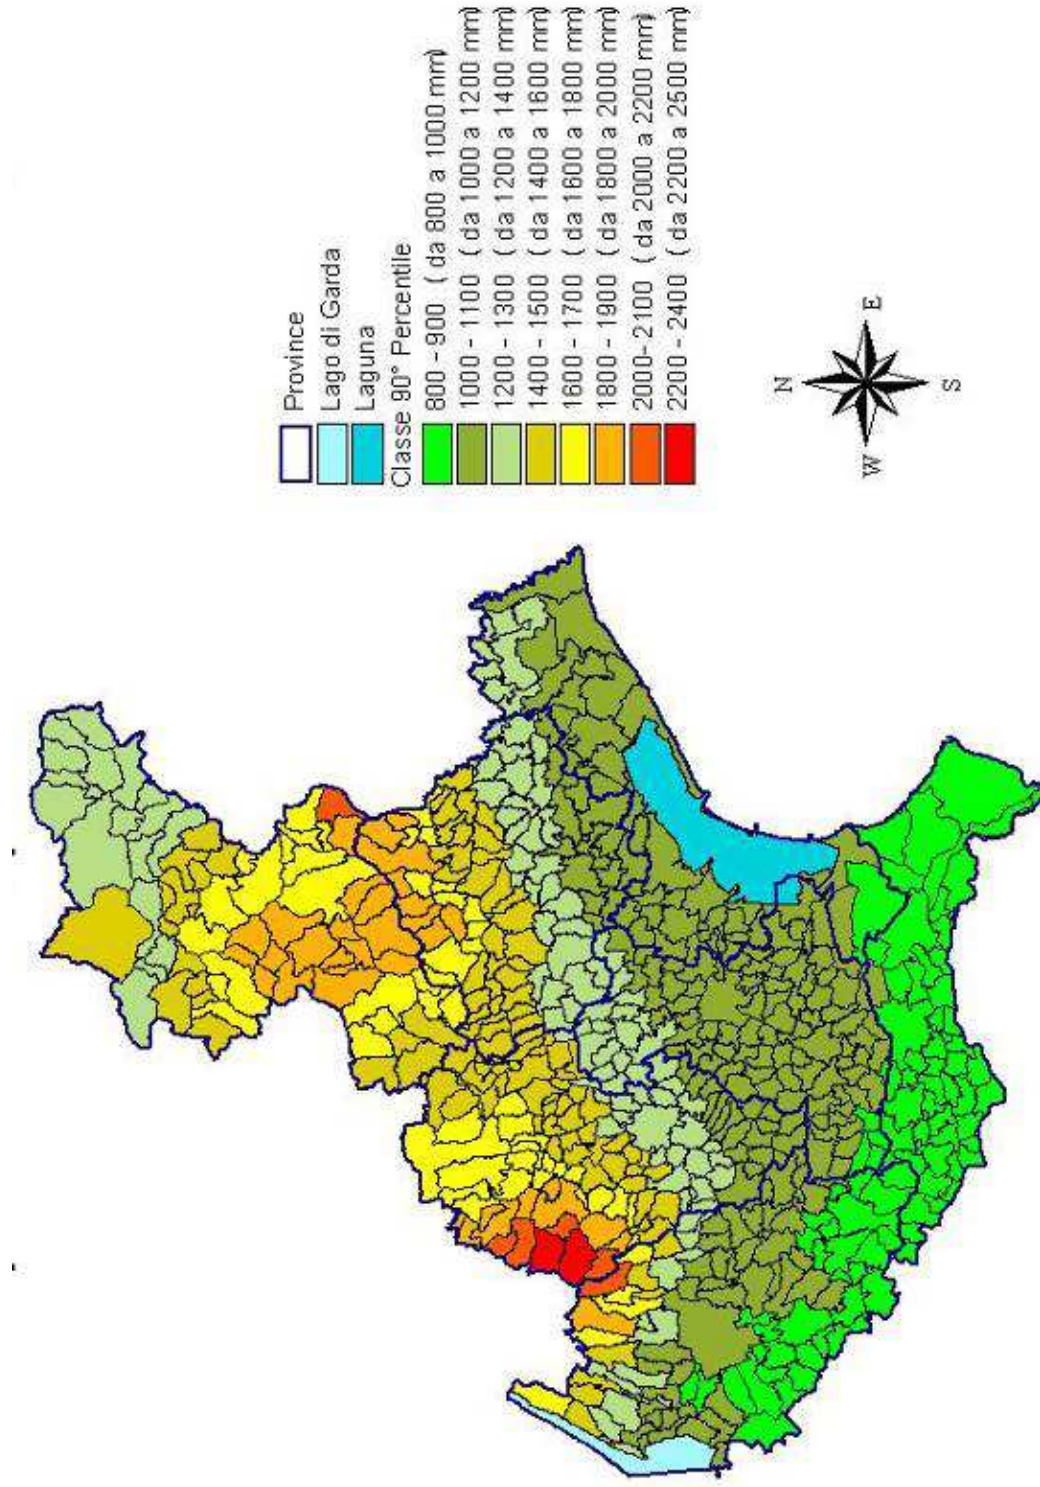 Province
Lago di Garda
Laguna
Classe 90° Percentile
800 - 900 ( da 800 a 1000 mm)
1000 - 1100 ( da 1000 a 1200 mm)
1200 - 1300 ( da 1200 a 1400 mm)
1400 - 1500 ( da 1400 a 1600 mm)
1600 - 1700 ( da 1600 a 1800 mm)
1800 - 1900 ( da 1800 a 2000 mm)
2000- 2100 ( da 2000 a 2200 mm)
2200 - 2400 ( da 2200 a 2500 mm)
N
W E
S